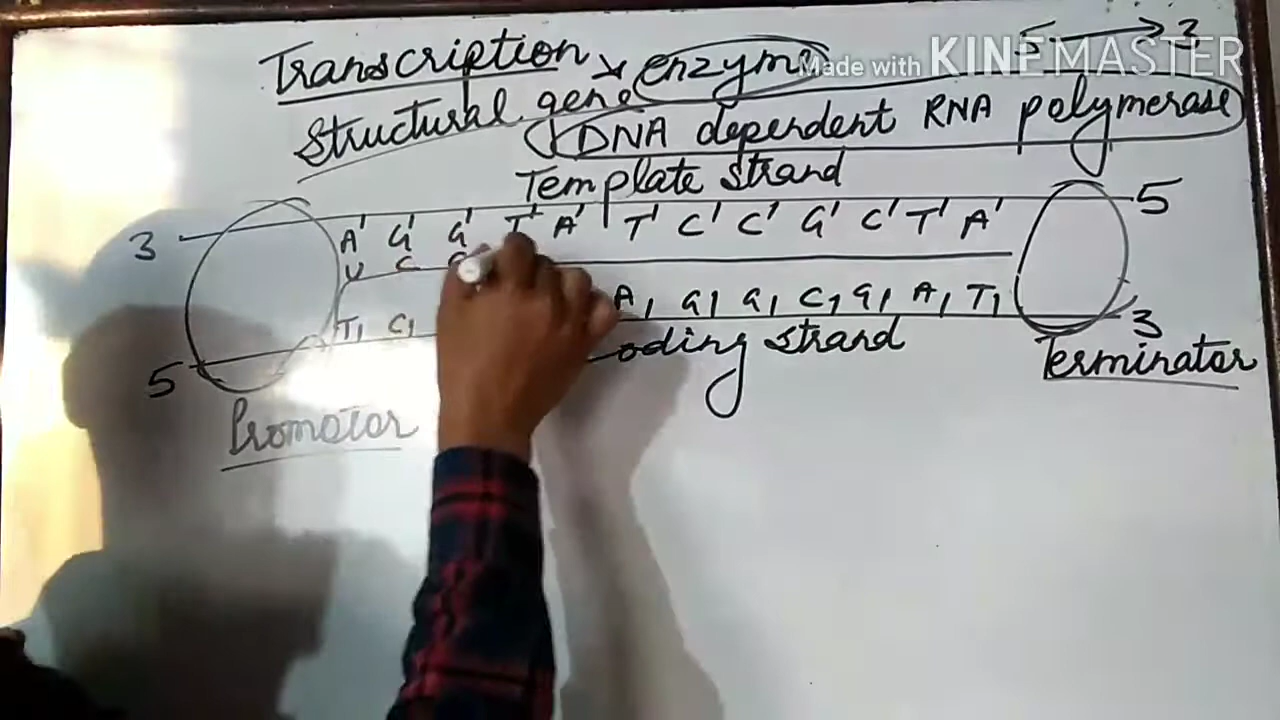 5 → 3
Made with KINEMASTER
Transcription ↘ enzyme
Structural gene
DNA dependent RNA polymerase
Template strand
3 5
A' G' G' T' A' T' C' C' G' C' T' A'
U C C
T, C, A, G, G, C, G, A, T,
5 3
coding strand
Terminator
Promotor